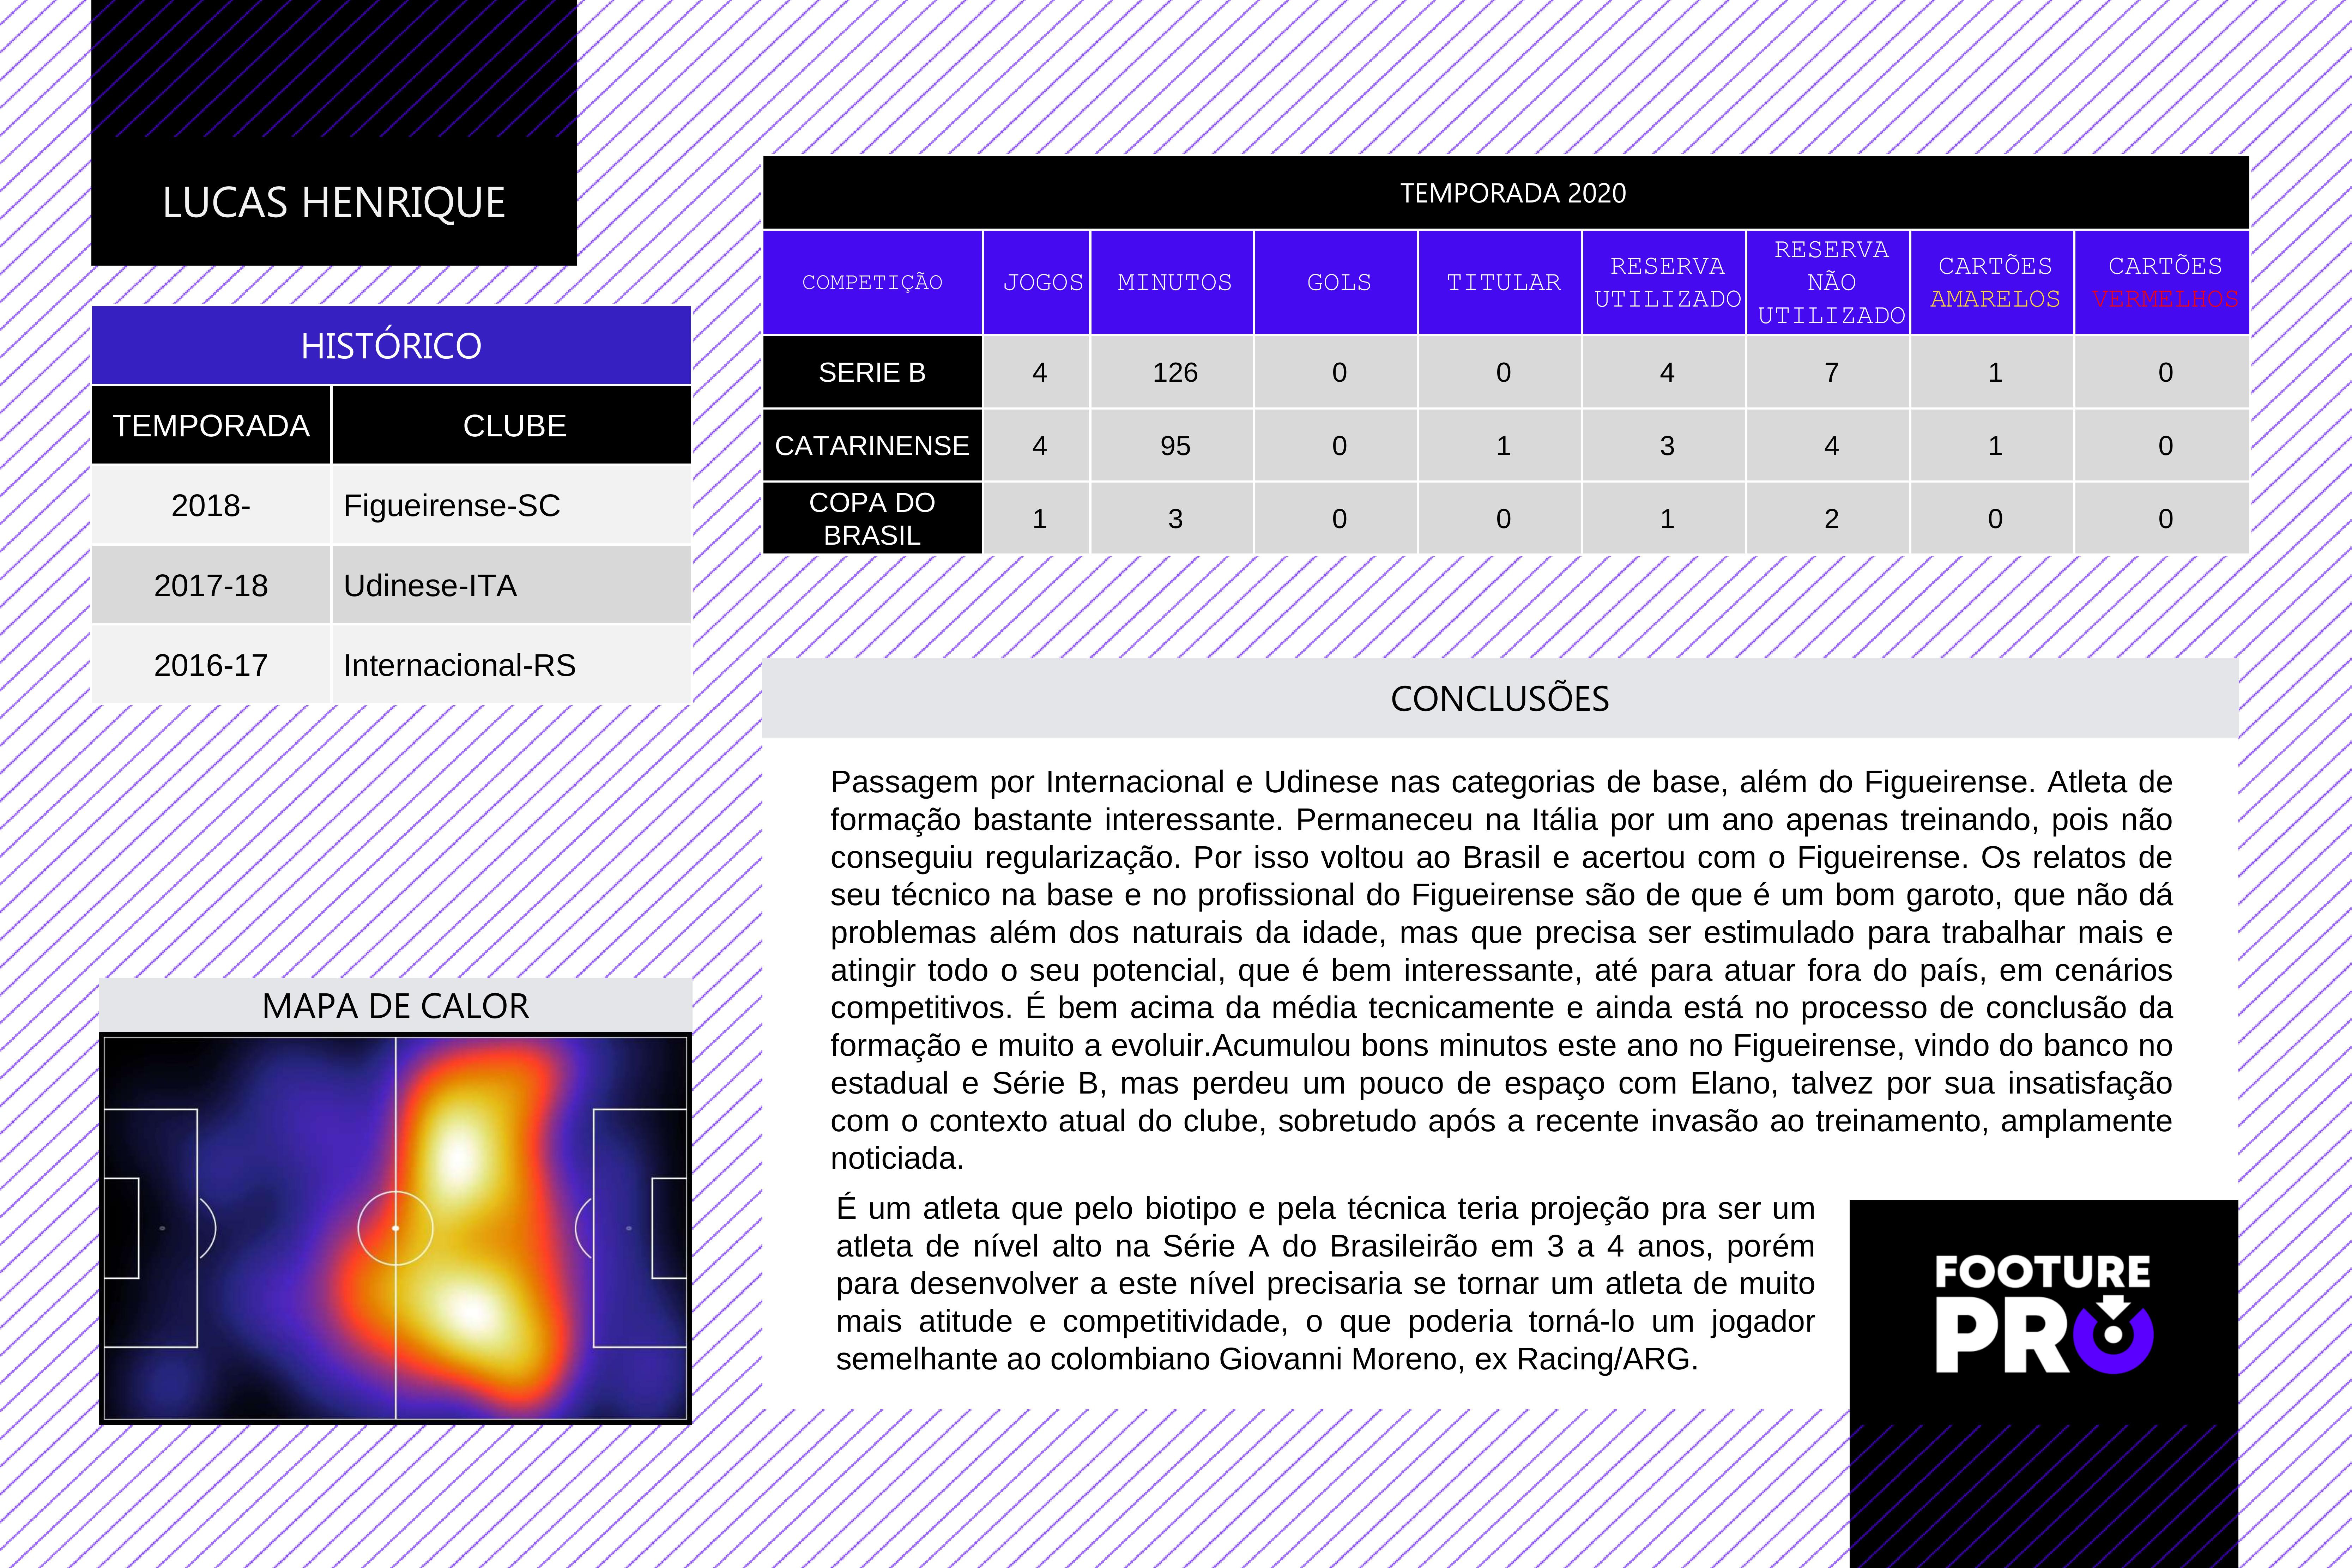 LUCAS HENRIQUE
HISTÓRICO
TEMPORADA CLUBE
2018- Figueirense-SC
2017-18 Udinese-ITA
2016-17 Internacional-RS
MAPA DE CALOR
TEMPORADA 2020
COMPETIÇÃO JOGOS MINUTOS GOLS TITULAR RESERVA UTILIZADO RESERVA NÃO UTILIZADO CARTÕES AMARELOS CARTÕES VERMELHOS
SERIE B 4 126 0 0 4 7 1 0
CATARINENSE 4 95 0 1 3 4 1 0
COPA DO BRASIL 1 3 0 0 1 2 0 0
CONCLUSÕES
Passagem por Internacional e Udinese nas categorias de base, além do Figueirense. Atleta de
formação bastante interessante. Permaneceu na Itália por um ano apenas treinando, pois não
conseguiu regularização. Por isso voltou ao Brasil e acertou com o Figueirense. Os relatos de
seu técnico na base e no profissional do Figueirense são de que é um bom garoto, que não dá
problemas além dos naturais da idade, mas que precisa ser estimulado para trabalhar mais e
atingir todo o seu potencial, que é bem interessante, até para atuar fora do país, em cenários
competitivos. É bem acima da média tecnicamente e ainda está no processo de conclusão da
formação e muito a evoluir.Acumulou bons minutos este ano no Figueirense, vindo do banco no
estadual e Série B, mas perdeu um pouco de espaço com Elano, talvez por sua insatisfação
com o contexto atual do clube, sobretudo após a recente invasão ao treinamento, amplamente
noticiada.
É um atleta que pelo biotipo e pela técnica teria projeção pra ser um
atleta de nível alto na Série A do Brasileirão em 3 a 4 anos, porém
para desenvolver a este nível precisaria se tornar um atleta de muito
mais atitude e competitividade, o que poderia torná-lo um jogador
semelhante ao colombiano Giovanni Moreno, ex Racing/ARG.
FOOTURE
PRO